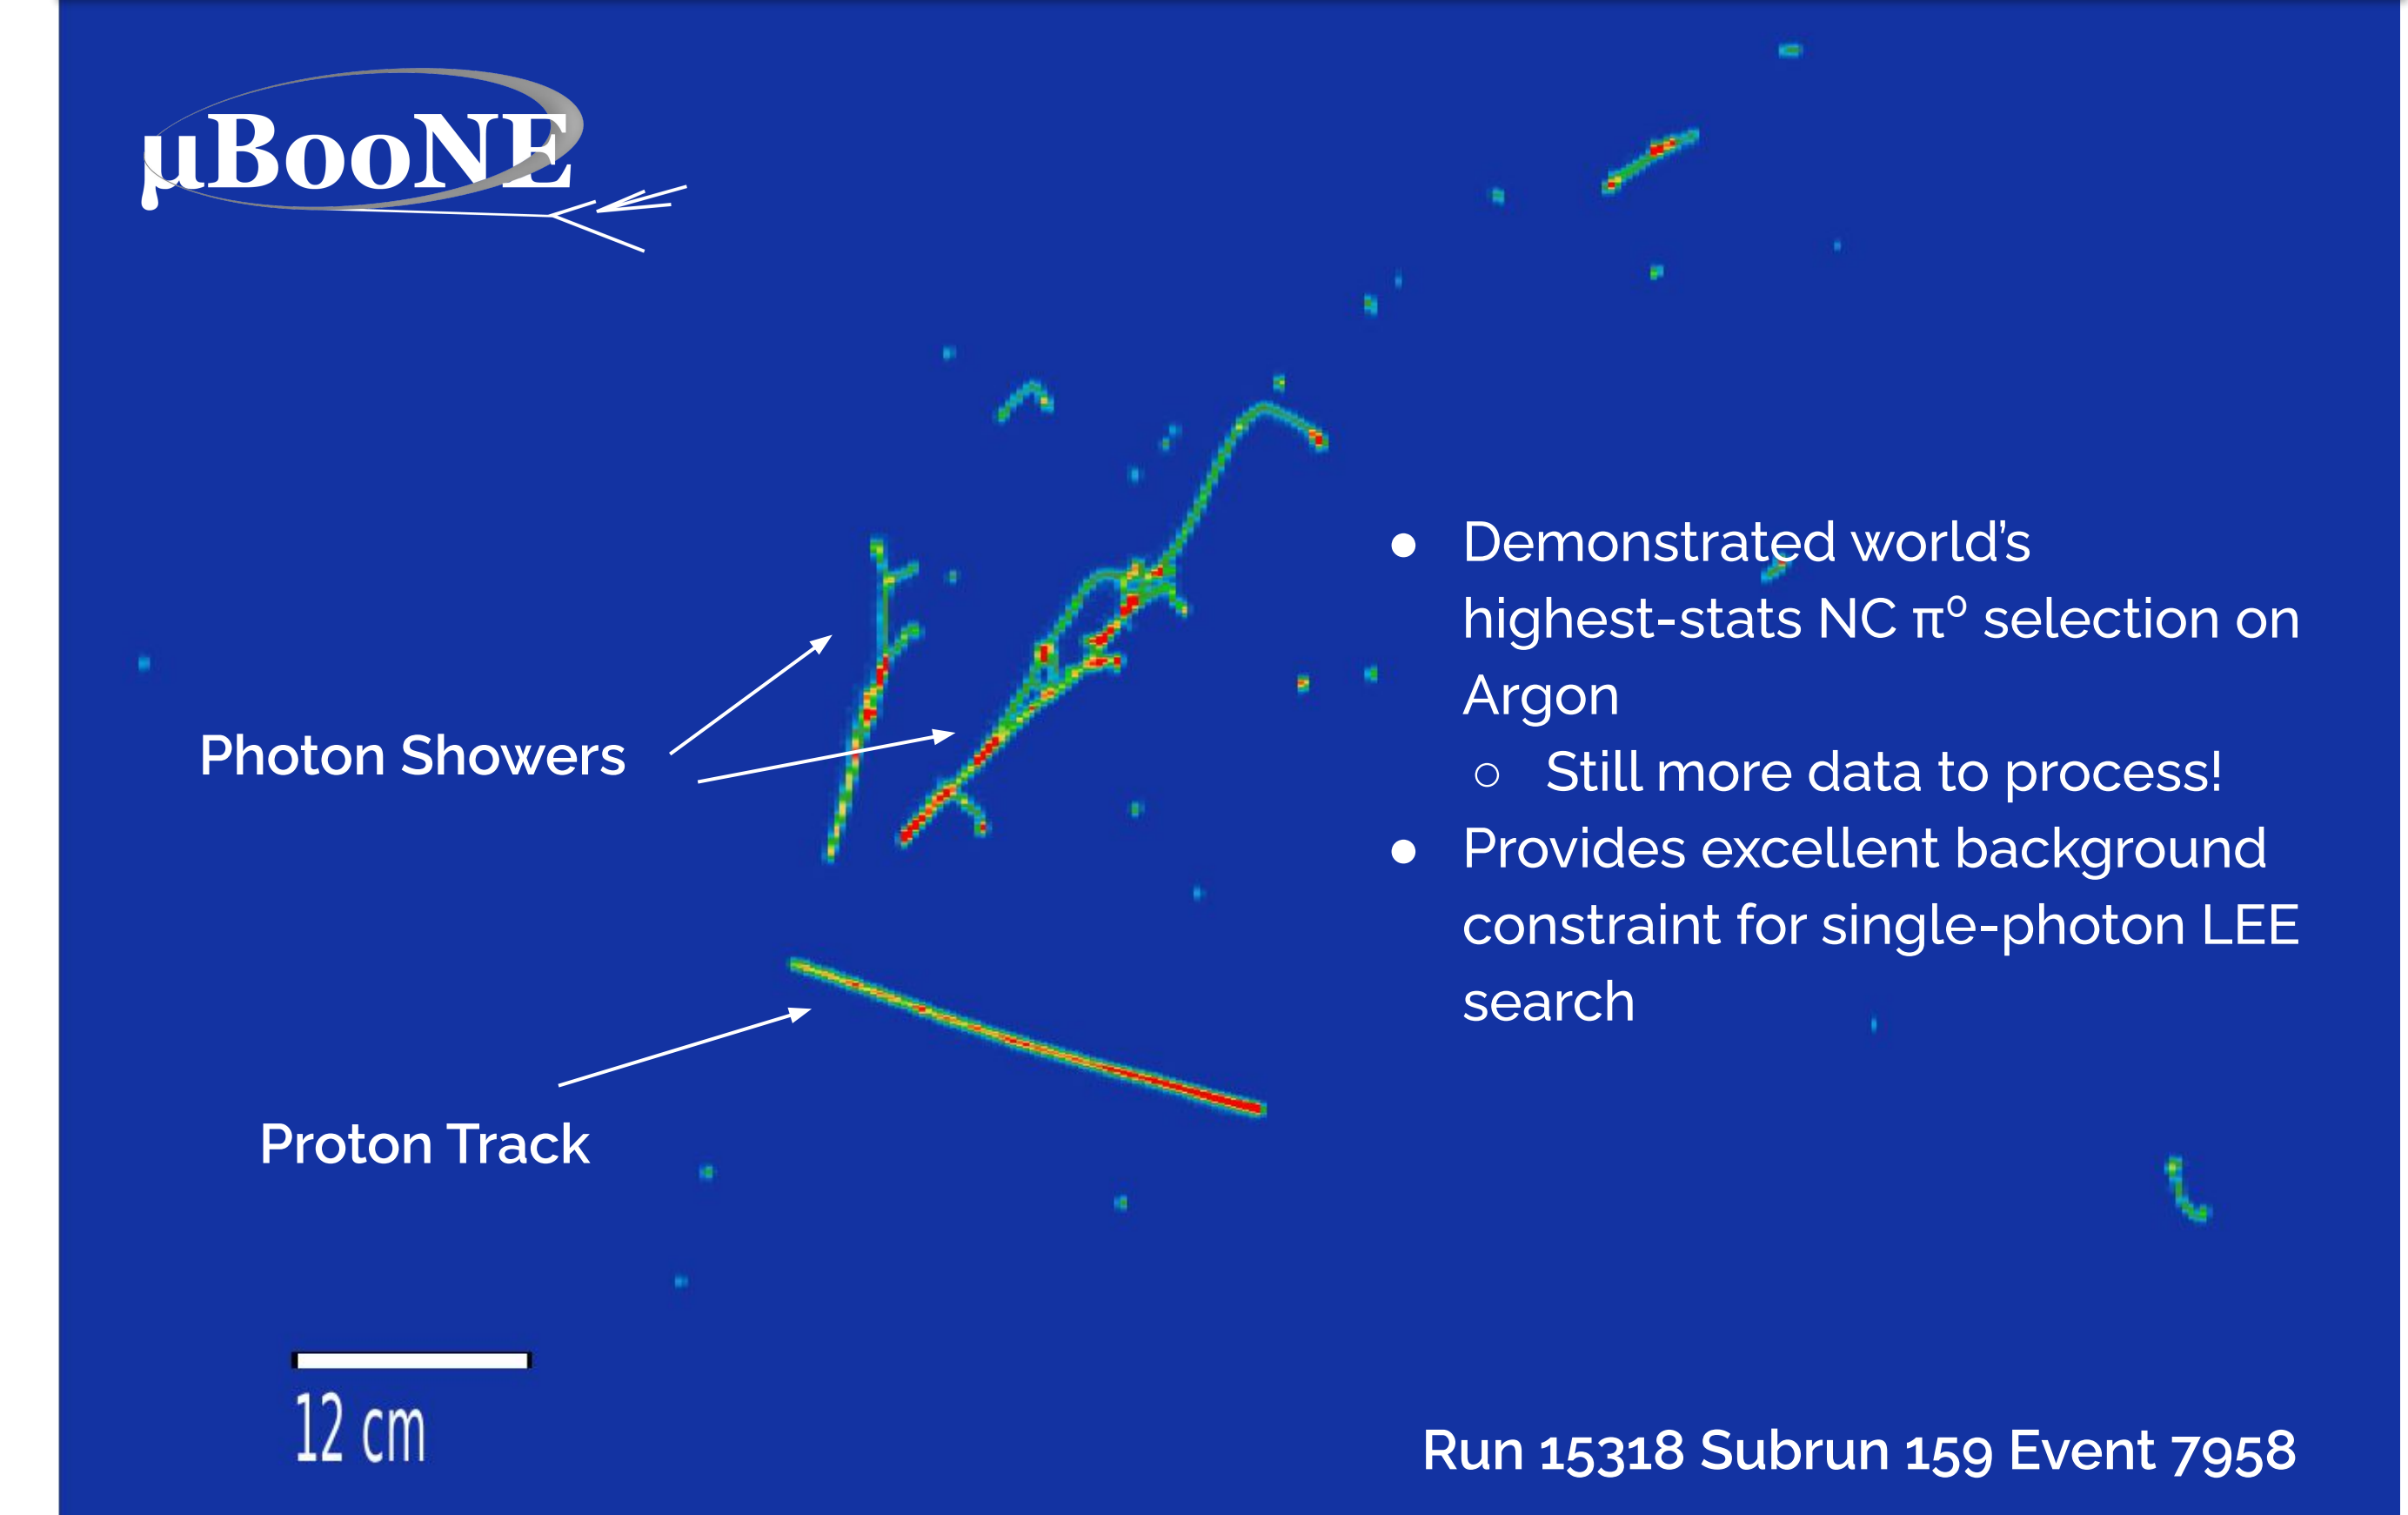 µBooNE
● Demonstrated world's
highest-stats NC π⁰ selection on
Argon
○ Still more data to process!
● Provides excellent background
constraint for single-photon LEE
search
Photon Showers
Proton Track
12 cm
Run 15318 Subrun 159 Event 7958